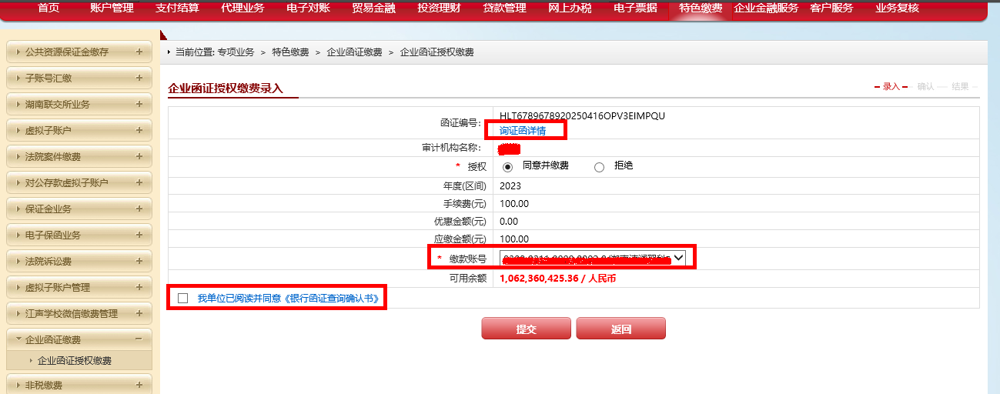 首页 账户管理 支付结算 代理业务 电子对账 贸易金融 投资理财 贷款管理 网上办税 电子票据 特色缴费 企业金融服务 客户服务 业务复核
公共资源保证金缴存 +
子账号汇缴 +
湖南联交所业务 +
虚拟子账户 +
法院案件缴费 +
对公存款虚拟子账户 +
保证金业务 +
电子保函业务 +
法院诉讼费 +
虚拟子账户管理 +
江声学校微信缴费管理 +
企业函证缴费 −
企业函证授权缴费
非税缴费 +
当前位置: 专项业务 > 特色缴费 > 企业函证缴费 > 企业函证授权缴费
企业函证授权缴费录入
录入 确认 结果
函证编号: HLT6789678920250416OPV3EIMPQU
询证函详情
审计机构名称:
* 授权 同意并缴费 拒绝
年度(区间) 2023
手续费(元) 100.00
优惠金额(元) 0.00
应缴金额(元) 100.00
* 缴款账号
可用余额 1,062,360,425.36 / 人民币
我单位已阅读并同意《银行函证查询确认书》
提交 返回